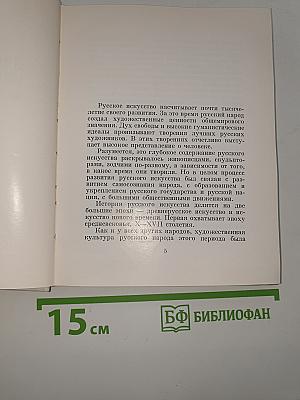 Русское искусство насчитывает почти тысяче-
летие своего развития. За это время русский народ
создал художественные ценности общемирового
значения. Дух свободы и высокие гуманистические
идеалы пронизывают творения лучших русских
художников. В этих творениях отчетливо высту-
пает высокое представление о человеке.
Разумеется, это глубокое содержание русского
искусства раскрывалось живописцами, скульпто-
рами, зодчими по-разному, в зависимости от того,
в какое время они творили. Но в целом процесс
развития русского искусства был связан с раз-
витием самосознания народа, с образованием и
укреплением русского государства и русской на-
ции, с большими общественными движениями.
История русского искусства делится на две
большие эпохи — древнерусское искусство и ис-
кусство нового времени. Первая охватывает эпоху
средневековья, X—XVII столетия.
Как и у всех других народов, художественная
культура русского народа этого периода была
5
15 см
БФ БИБЛИОФАН